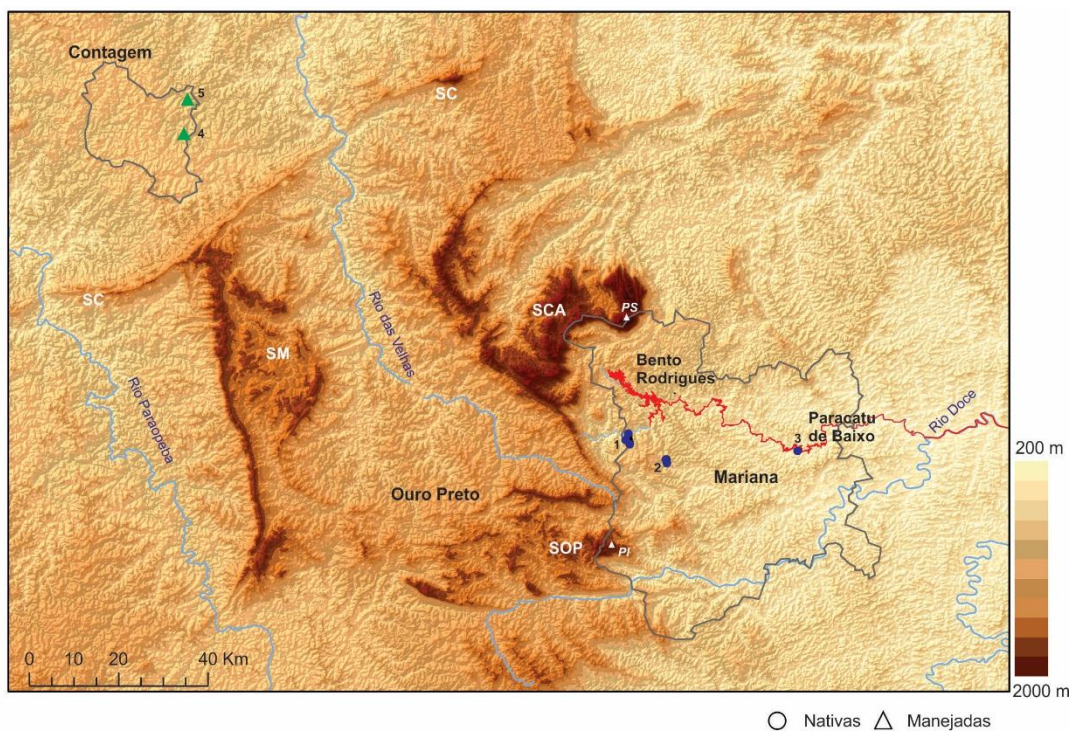 Contagem
5
4
SC
SC
SM
Rio das Velhas
Rio Paraopeba
SCA
PS
Bento
Rodrigues
Paracatu
de Baixo
Rio Doce
1
2
3
Mariana
Ouro Preto
SOP
PI
200 m
2000 m
0 10 20 40 Km
Nativas Manejadas